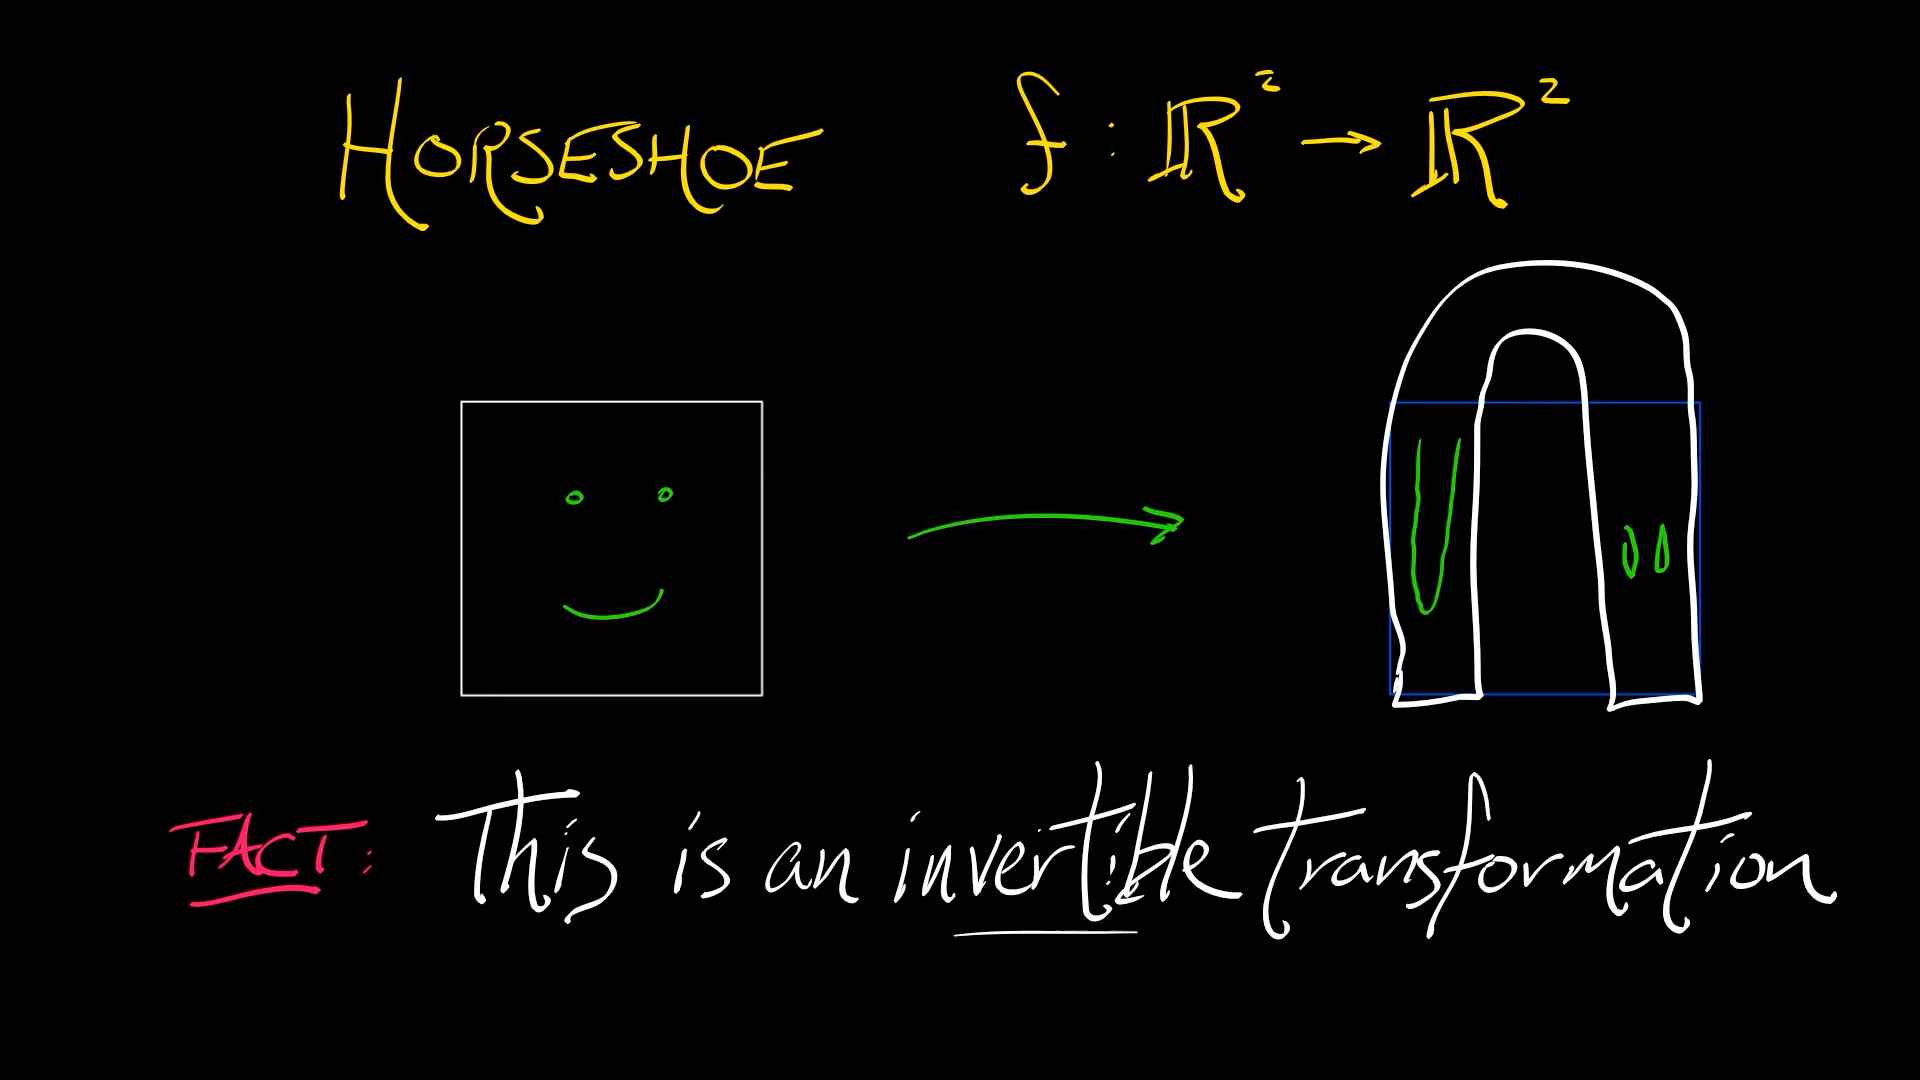 HORSESHOE f : ℝ² → ℝ²
FACT: This is an invertible transformation